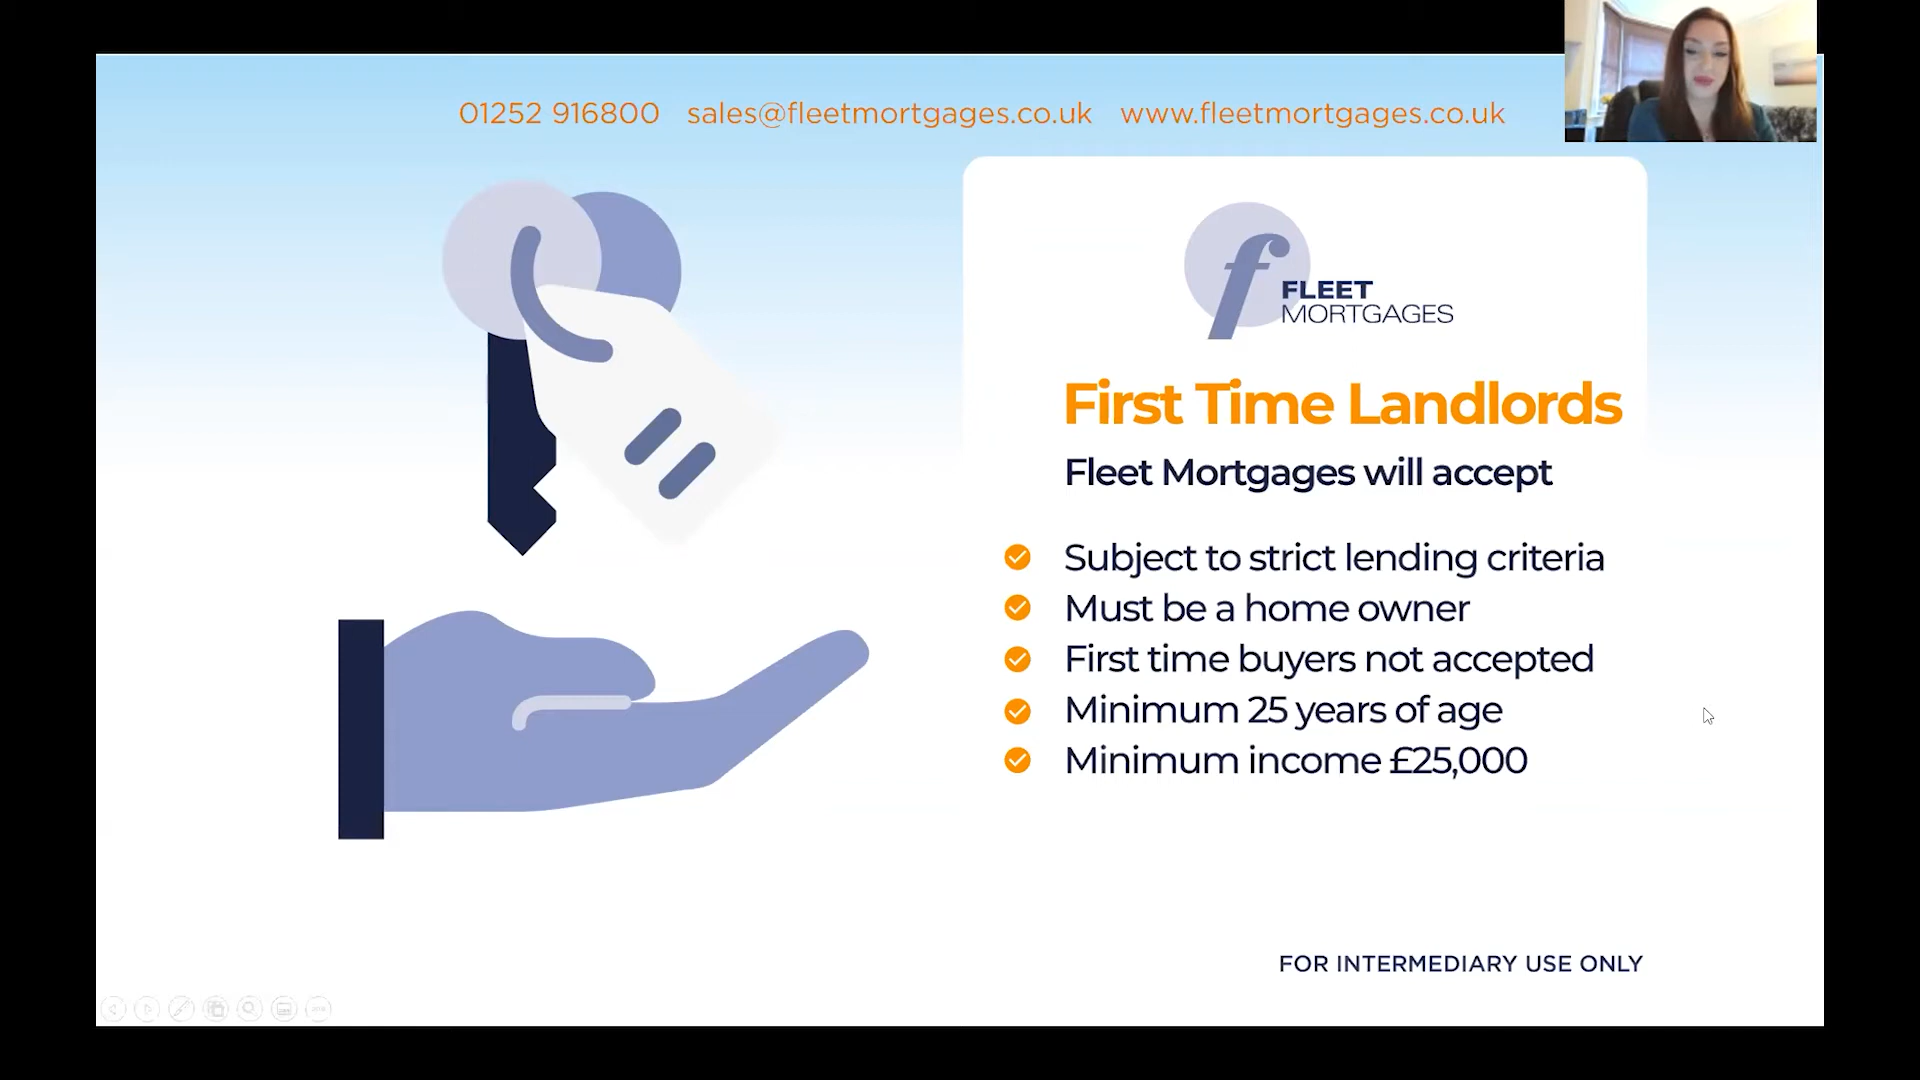 01252 916800 sales@fleetmortgages.co.uk www.fleetmortgages.co.uk
f FLEET
MORTGAGES
First Time Landlords
Fleet Mortgages will accept
Subject to strict lending criteria
Must be a home owner
First time buyers not accepted
Minimum 25 years of age
Minimum income £25,000
FOR INTERMEDIARY USE ONLY